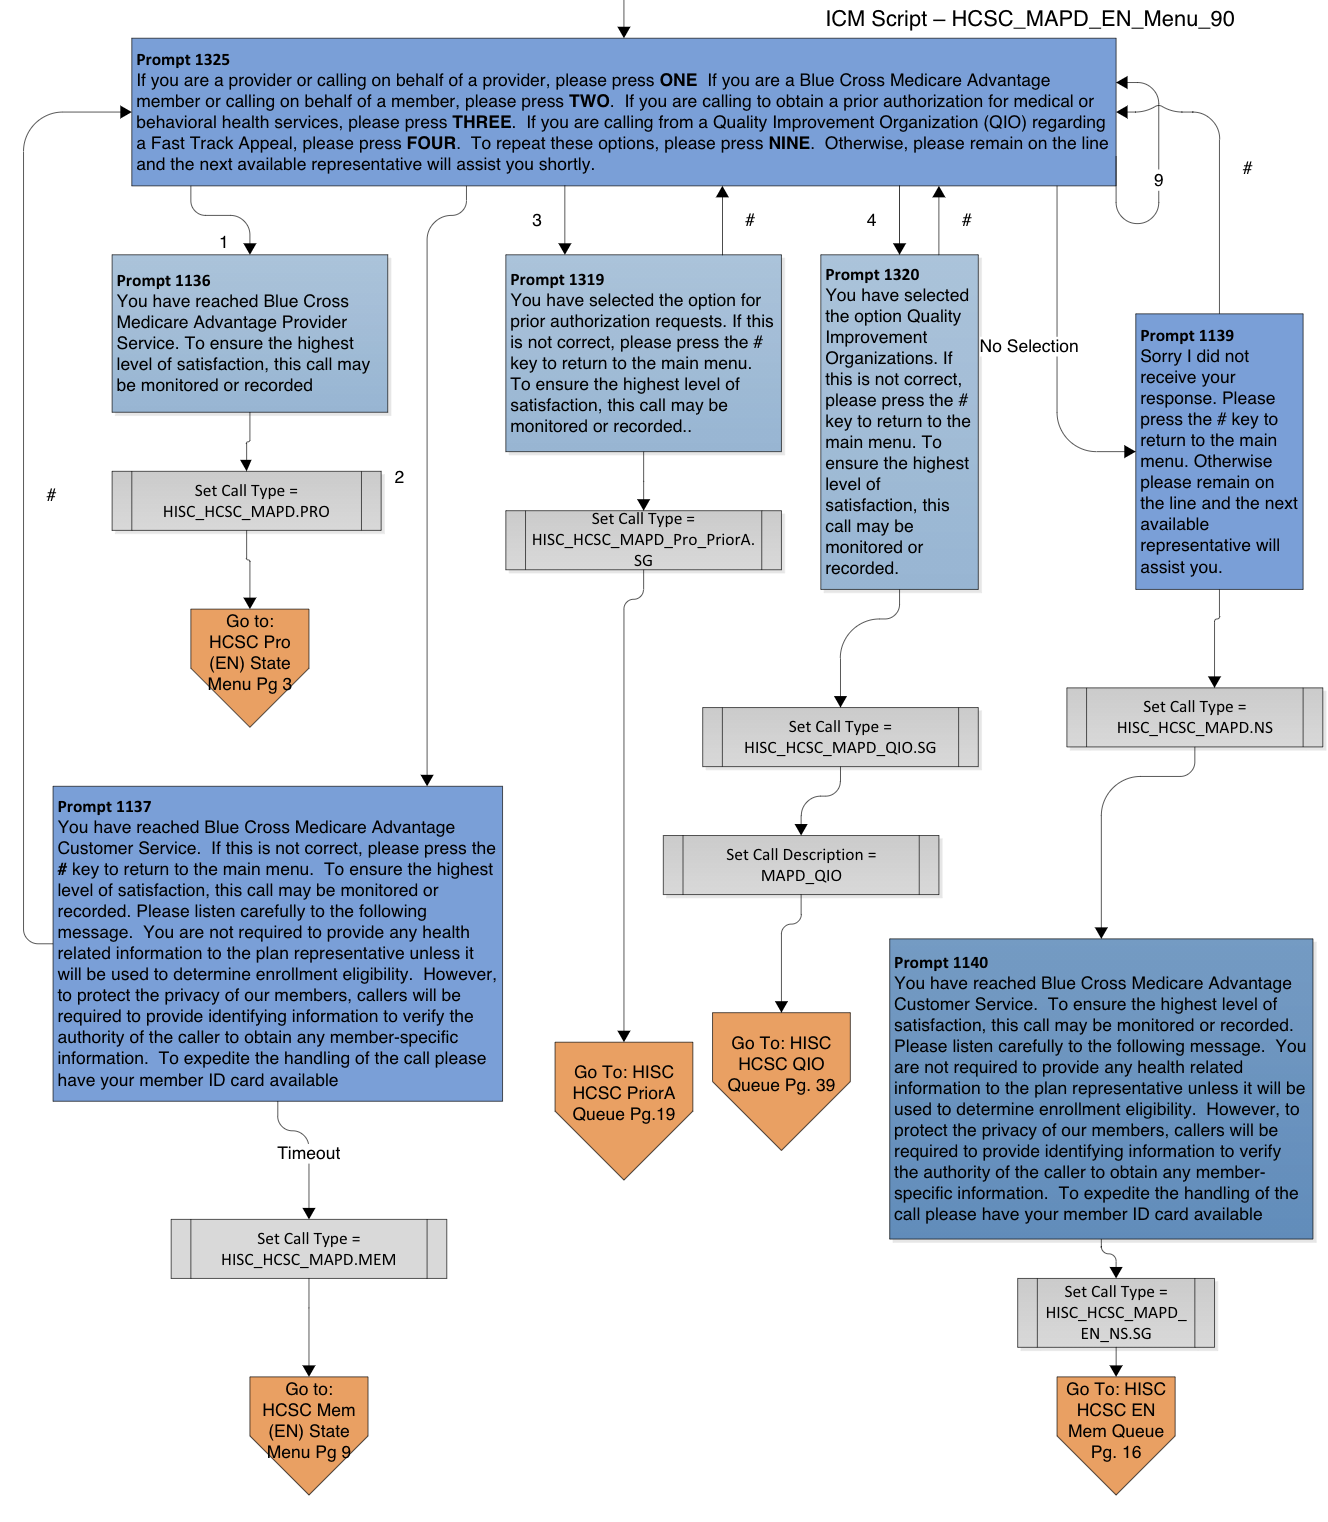 ICM Script – HCSC_MAPD_EN_Menu_90
Prompt 1325
If you are a provider or calling on behalf of a provider, please press ONE  If you are a Blue Cross Medicare Advantage
member or calling on behalf of a member, please press TWO.  If you are calling to obtain a prior authorization for medical or
behavioral health services, please press THREE.  If you are calling from a Quality Improvement Organization (QIO) regarding
a Fast Track Appeal, please press FOUR.  To repeat these options, please press NINE.  Otherwise, please remain on the line
and the next available representative will assist you shortly.
9
#
1
3
#
4
#
Prompt 1136
You have reached Blue Cross
Medicare Advantage Provider
Service. To ensure the highest
level of satisfaction, this call may
be monitored or recorded
Set Call Type =
HISC_HCSC_MAPD.PRO
Go to:
HCSC Pro
(EN) State
Menu Pg 3
#
2
Prompt 1319
You have selected the option for
prior authorization requests. If this
is not correct, please press the #
key to return to the main menu.
To ensure the highest level of
satisfaction, this call may be
monitored or recorded..
Set Call Type =
HISC_HCSC_MAPD_Pro_PriorA.
SG
Prompt 1320
You have selected
the option Quality
Improvement
Organizations. If
this is not correct,
please press the #
key to return to the
main menu. To
ensure the highest
level of
satisfaction, this
call may be
monitored or
recorded.
No Selection
Prompt 1139
Sorry I did not
receive your
response. Please
press the # key to
return to the main
menu. Otherwise
please remain on
the line and the next
available
representative will
assist you.
Set Call Type =
HISC_HCSC_MAPD_QIO.SG
Set Call Description =
MAPD_QIO
Set Call Type =
HISC_HCSC_MAPD.NS
Prompt 1137
You have reached Blue Cross Medicare Advantage
Customer Service.  If this is not correct, please press the
# key to return to the main menu.  To ensure the highest
level of satisfaction, this call may be monitored or
recorded. Please listen carefully to the following
message.  You are not required to provide any health
related information to the plan representative unless it
will be used to determine enrollment eligibility.  However,
to protect the privacy of our members, callers will be
required to provide identifying information to verify the
authority of the caller to obtain any member-specific
information.  To expedite the handling of the call please
have your member ID card available
Timeout
Set Call Type =
HISC_HCSC_MAPD.MEM
Go to:
HCSC Mem
(EN) State
Menu Pg 9
Go To: HISC
HCSC PriorA
Queue Pg.19
Go To: HISC
HCSC QIO
Queue Pg. 39
Prompt 1140
You have reached Blue Cross Medicare Advantage
Customer Service.  To ensure the highest level of
satisfaction, this call may be monitored or recorded.
Please listen carefully to the following message.  You
are not required to provide any health related
information to the plan representative unless it will be
used to determine enrollment eligibility.  However, to
protect the privacy of our members, callers will be
required to provide identifying information to verify
the authority of the caller to obtain any member-
specific information.  To expedite the handling of the
call please have your member ID card available
Set Call Type =
HISC_HCSC_MAPD_
EN_NS.SG
Go To: HISC
HCSC EN
Mem Queue
Pg. 16